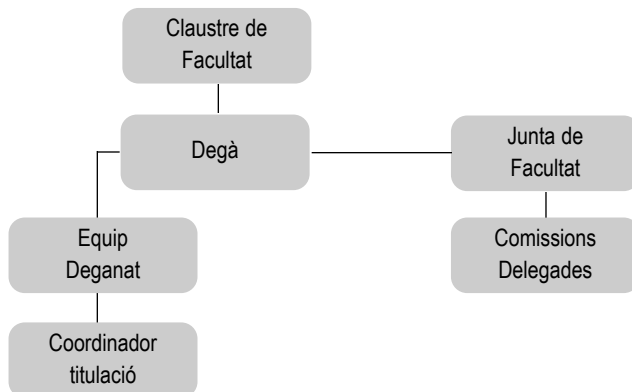 Claustre de
Facultat
Degà
Junta de
Facultat
Equip
Deganat
Comissions
Delegades
Coordinador
titulació